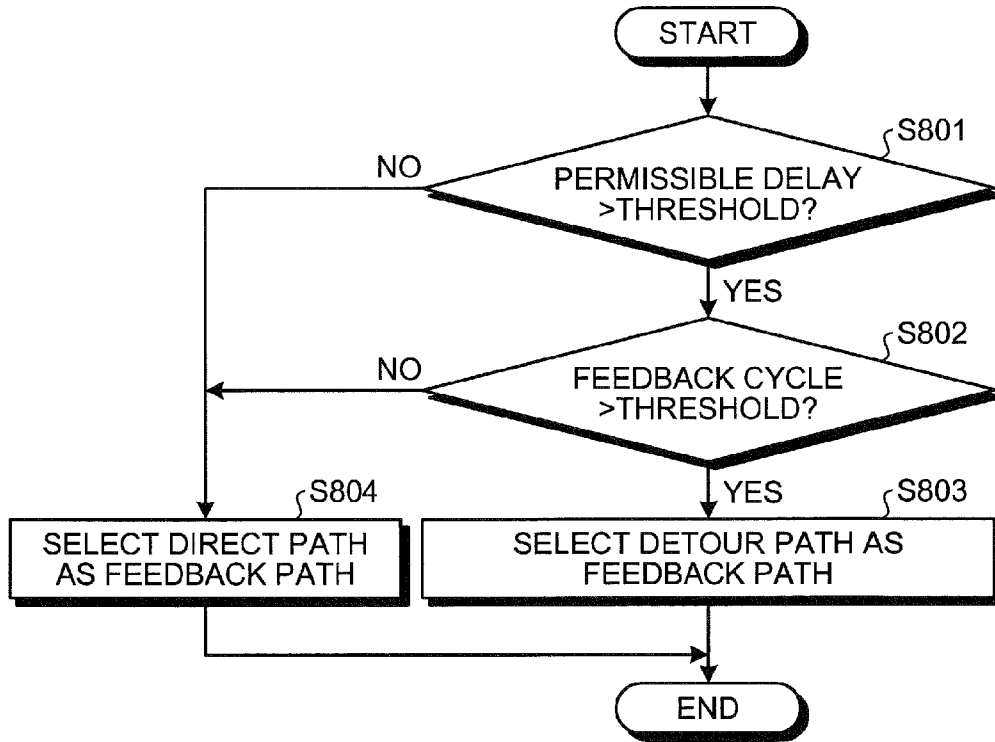 START
S801
NO
PERMISSIBLE DELAY
>THRESHOLD?
YES
S802
NO
FEEDBACK CYCLE
>THRESHOLD?
YES
S804
S803
SELECT DIRECT PATH
AS FEEDBACK PATH
SELECT DETOUR PATH AS
FEEDBACK PATH
END